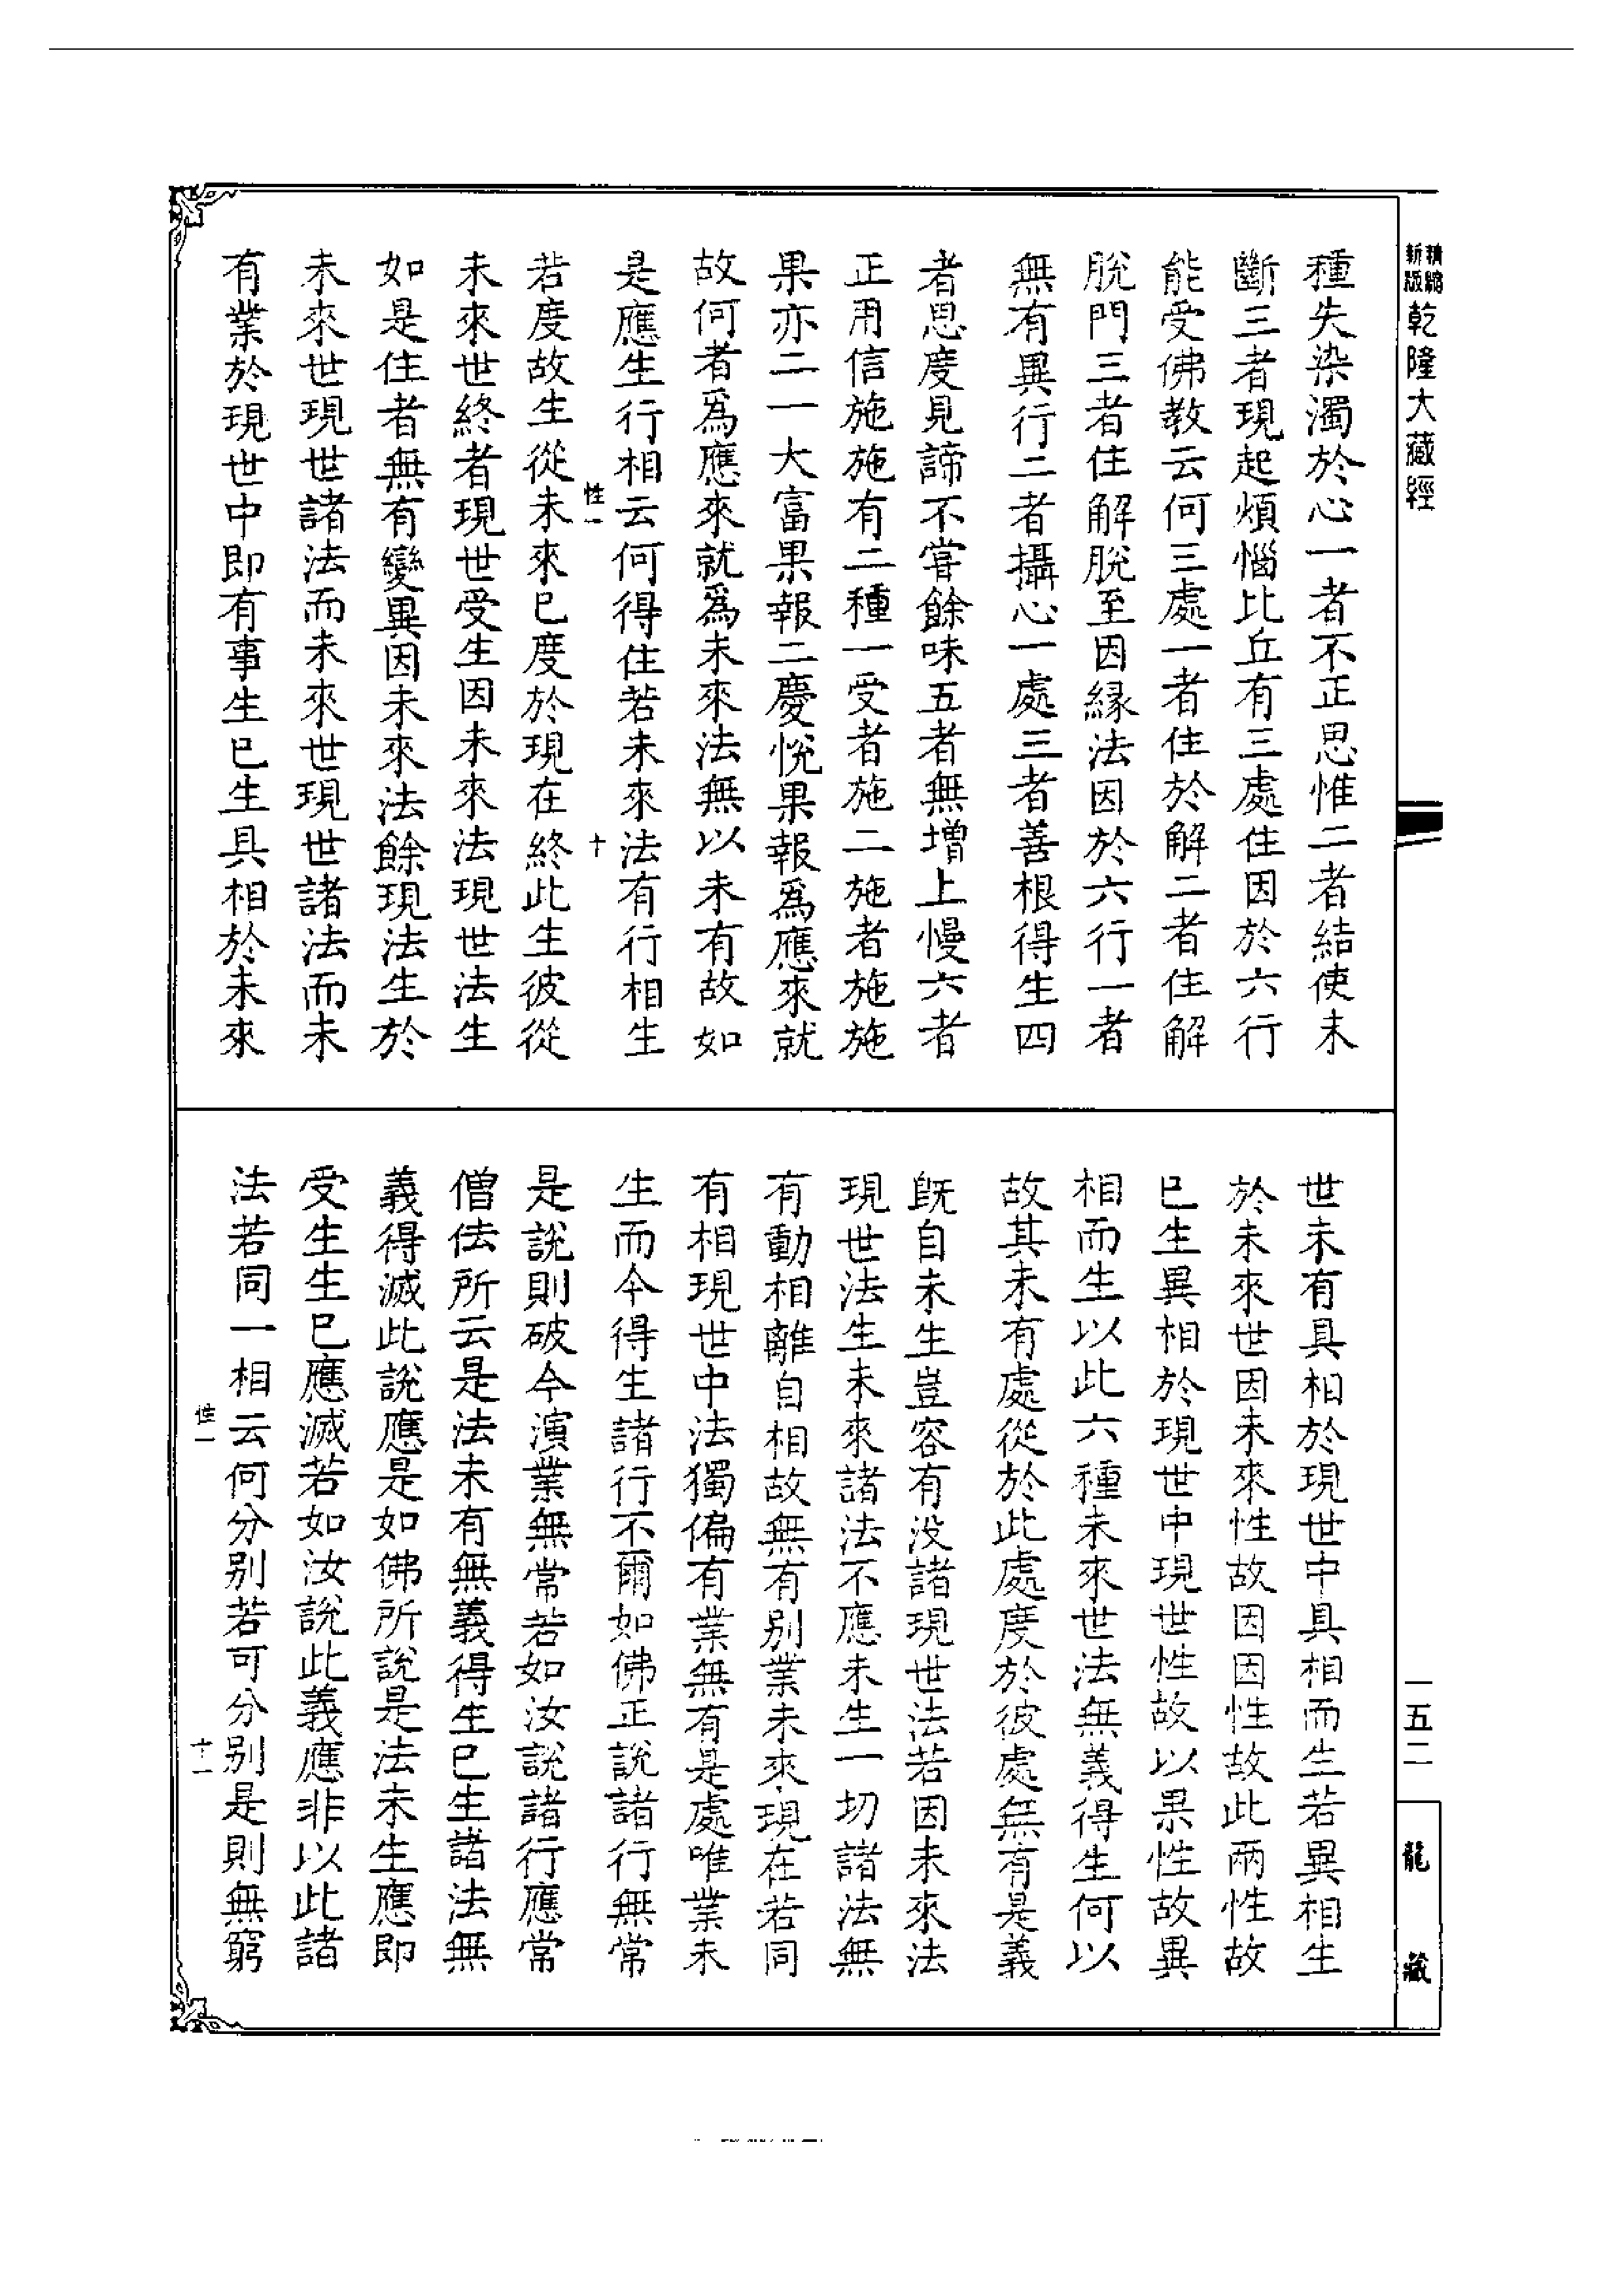 精縮新版乾隆大藏經
種失染濁於心一者不正思惟二者結使未
斷三者現起煩惱比丘有三處住因於六行
能受佛教云何三處一者住於解二者住解
脫門三者住解脫至因緣法因於六行一者
無有異行二者攝心一處三者善根得生四
者思度見諦不甞餘味五者無增上慢六者
正用信施施有二種一受者施二施者施施
果亦二一大富果報二慶悅果報爲應來就
故何者爲應來就爲未來法無以未有故如
是應生行相云何得住若未來法有行相生
性一
十
若度故生從未來已度於現在終此生彼從
未來世終者現世受生因未來法現世法生
如是住者無有變異因未來法餘現法生於
未來世現世諸法而未來世現世諸法而未
有業於現世中即有事生已生具相於未來
世未有具相於現世中具相而生若異相生
於未來世因未來性故因因性故此兩性故
已生異相於現世中現世性故以果性故異
相而生以此六種未來世法無義得生何以
故其未有處從於此處度於彼處無有是義
旣自未生豈容有没諸現世法若因未來法
現世法生未來諸法不應未生一切諸法無
有動相離自相故無有别業未來現在若同
有相現世中法獨偏有業無有是處唯業未
生而今得生諸行不爾如佛正說諸行無常
是說則破今演業無常若如汝說諸行應常
僧佉所云是法未有無義得生已生諸法無
義得滅此說應是如佛所說是法未生應即
受生生已應滅若如汝說此義應非以此諸
法若同一相云何分别若可分别是則無窮
性一
十一
一五二
龍藏